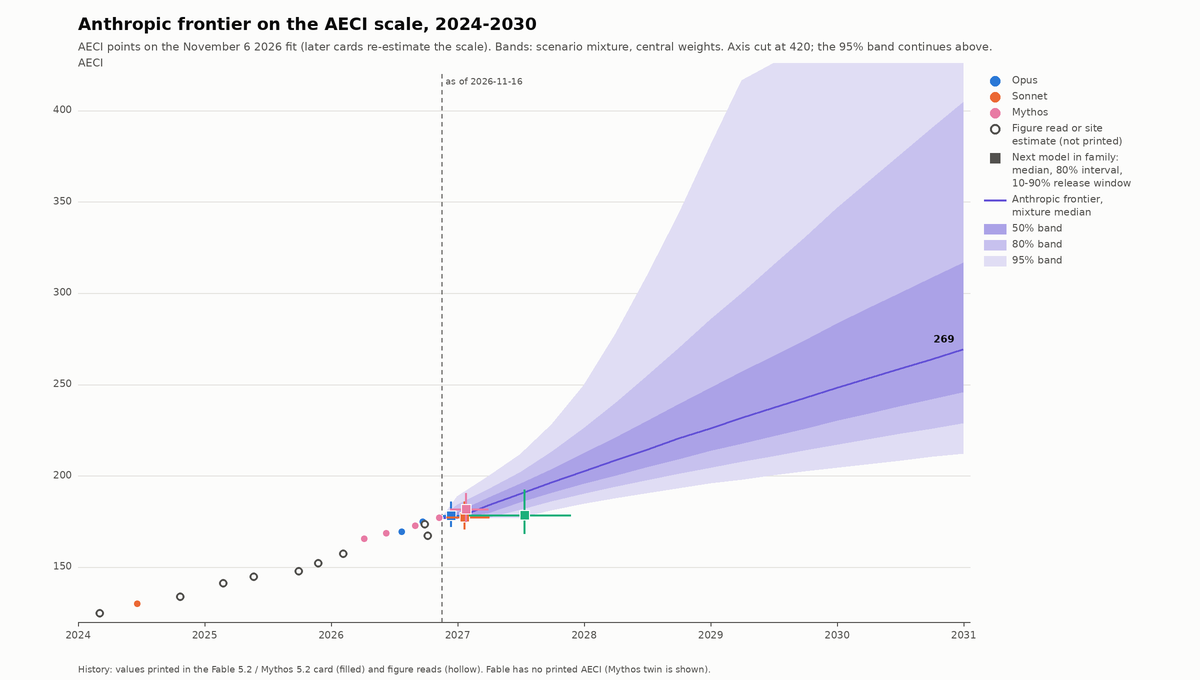 Anthropic frontier on the AECI scale, 2024-2030
AECI points on the November 6 2026 fit (later cards re-estimate the scale). Bands: scenario mixture, central weights. Axis cut at 420; the 95% band continues above.
AECI
as of 2026-11-16
400
350
300
250
200
150
269
2024
2025
2026
2027
2028
2029
2030
2031
Opus
Sonnet
Mythos
Figure read or site
estimate (not printed)
Next model in family:
median, 80% interval,
10-90% release window
Anthropic frontier,
mixture median
50% band
80% band
95% band
History: values printed in the Fable 5.2 / Mythos 5.2 card (filled) and figure reads (hollow). Fable has no printed AECI (Mythos twin is shown).